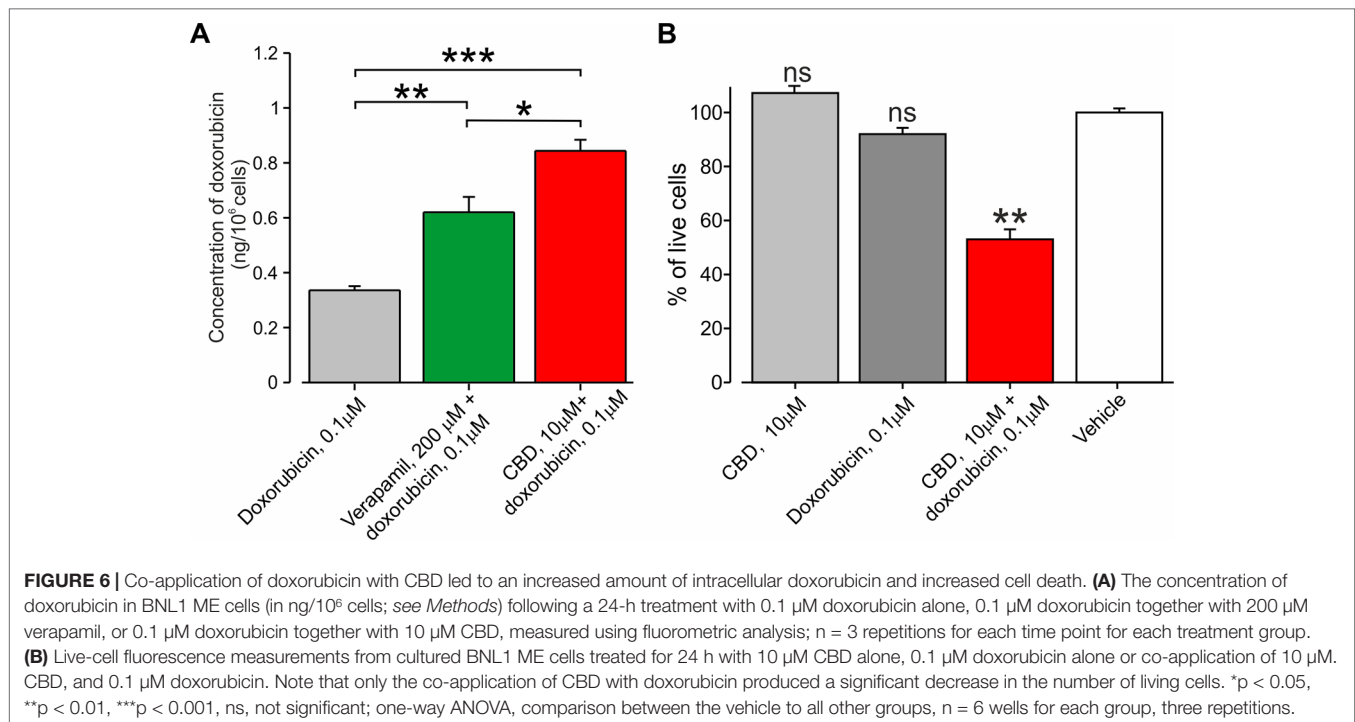 A
1.2
***
1
**
*
0.8
0.6
0.4
0.2
0
Concentration of doxorubicin
(ng/10⁶ cells)
Doxorubicin, 0.1µM
Verapamil, 200 µM +
doxorubicin, 0.1µM
CBD, 10µM+
doxorubicin, 0.1µM
B
ns
ns
**
100
80
60
40
20
0
% of live cells
CBD, 10µM
Doxorubicin, 0.1µM
CBD, 10µM +
doxorubicin, 0.1µM
Vehicle
FIGURE 6 | Co-application of doxorubicin with CBD led to an increased amount of intracellular doxorubicin and increased cell death. (A) The concentration of
doxorubicin in BNL1 ME cells (in ng/10⁶ cells; see Methods) following a 24-h treatment with 0.1 µM doxorubicin alone, 0.1 µM doxorubicin together with 200 µM
verapamil, or 0.1 µM doxorubicin together with 10 µM CBD, measured using fluorometric analysis; n = 3 repetitions for each time point for each treatment group.
(B) Live-cell fluorescence measurements from cultured BNL1 ME cells treated for 24 h with 10 µM CBD alone, 0.1 µM doxorubicin alone or co-application of 10 µM.
CBD, and 0.1 µM doxorubicin. Note that only the co-application of CBD with doxorubicin produced a significant decrease in the number of living cells. *p < 0.05,
**p < 0.01, ***p < 0.001, ns, not significant; one-way ANOVA, comparison between the vehicle to all other groups, n = 6 wells for each group, three repetitions.